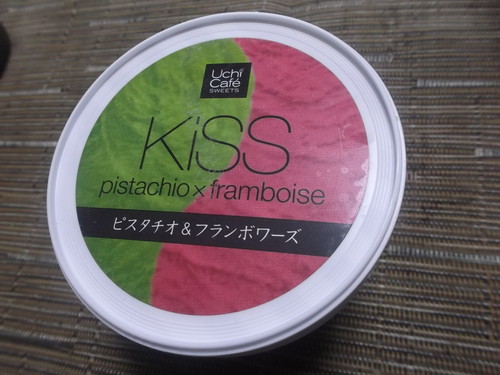 Uchi
Café
SWEETS
KiSS
pistachio×framboise
ピスタチオ&フランボワーズ